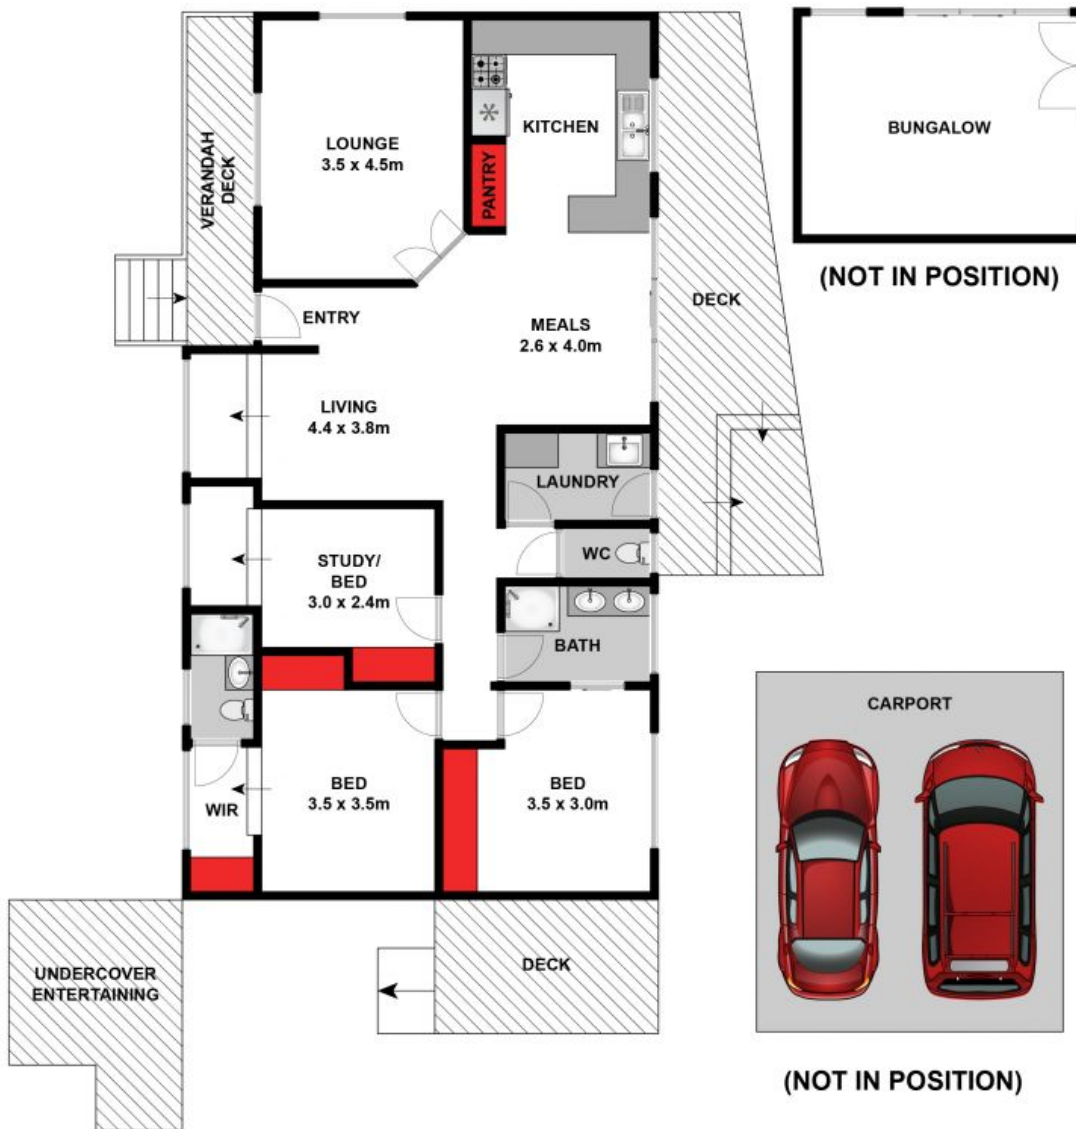 LOUNGE
3.5 x 4.5m
KITCHEN
PANTRY
VERANDAH
DECK
BUNGALOW
(NOT IN POSITION)
DECK
ENTRY
MEALS
2.6 x 4.0m
LIVING
4.4 x 3.8m
LAUNDRY
STUDY/
BED
3.0 x 2.4m
WC
BATH
CARPORT
BED
3.5 x 3.5m
BED
3.5 x 3.0m
WIR
UNDERCOVER
ENTERTAINING
DECK
(NOT IN POSITION)